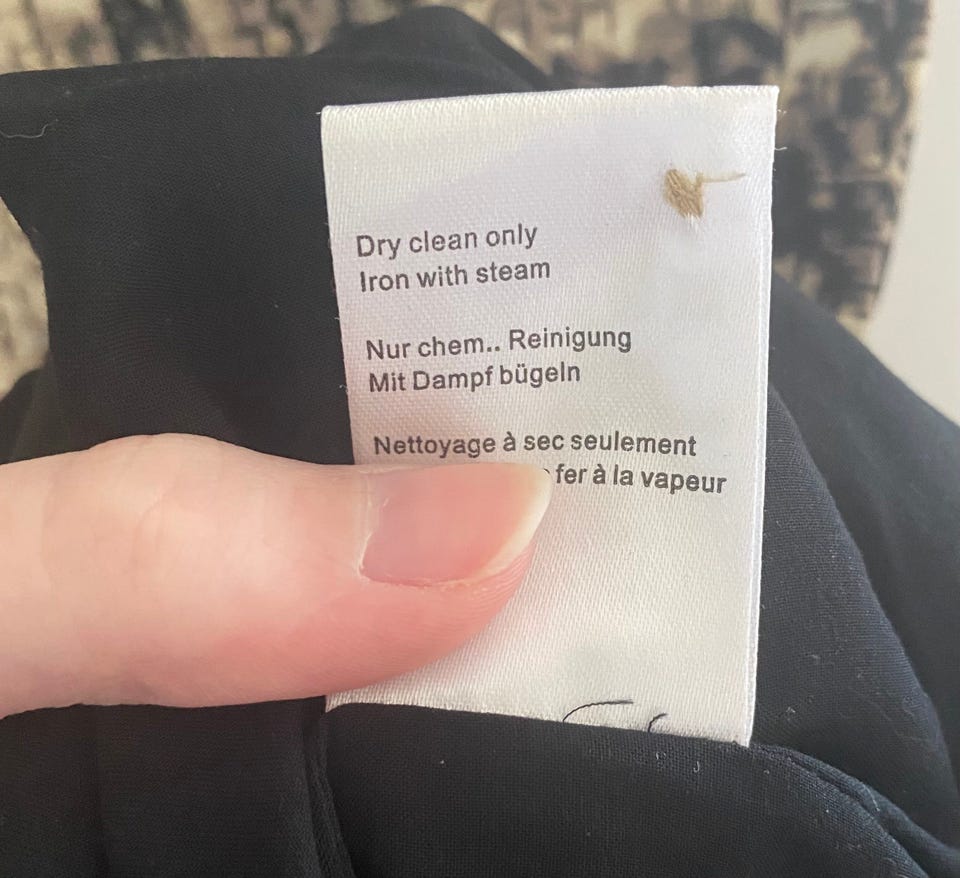 Dry clean only
Iron with steam
Nur chem.. Reinigung
Mit Dampf bügeln
Nettoyage à sec seulement
fer à la vapeur